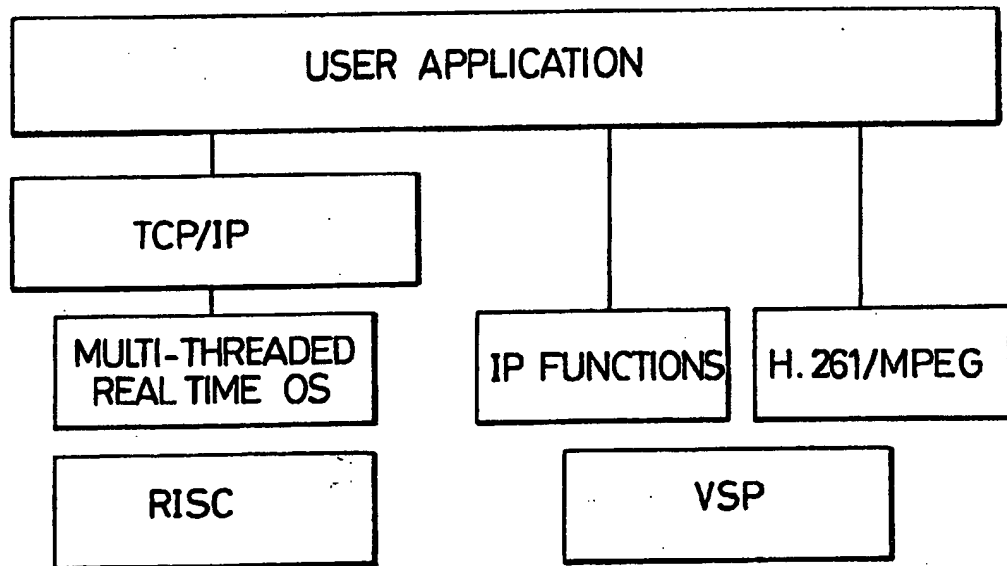 USER APPLICATION
TCP/IP
MULTI-THREADED
REAL TIME OS
IP FUNCTIONS
H.261/MPEG
RISC
VSP